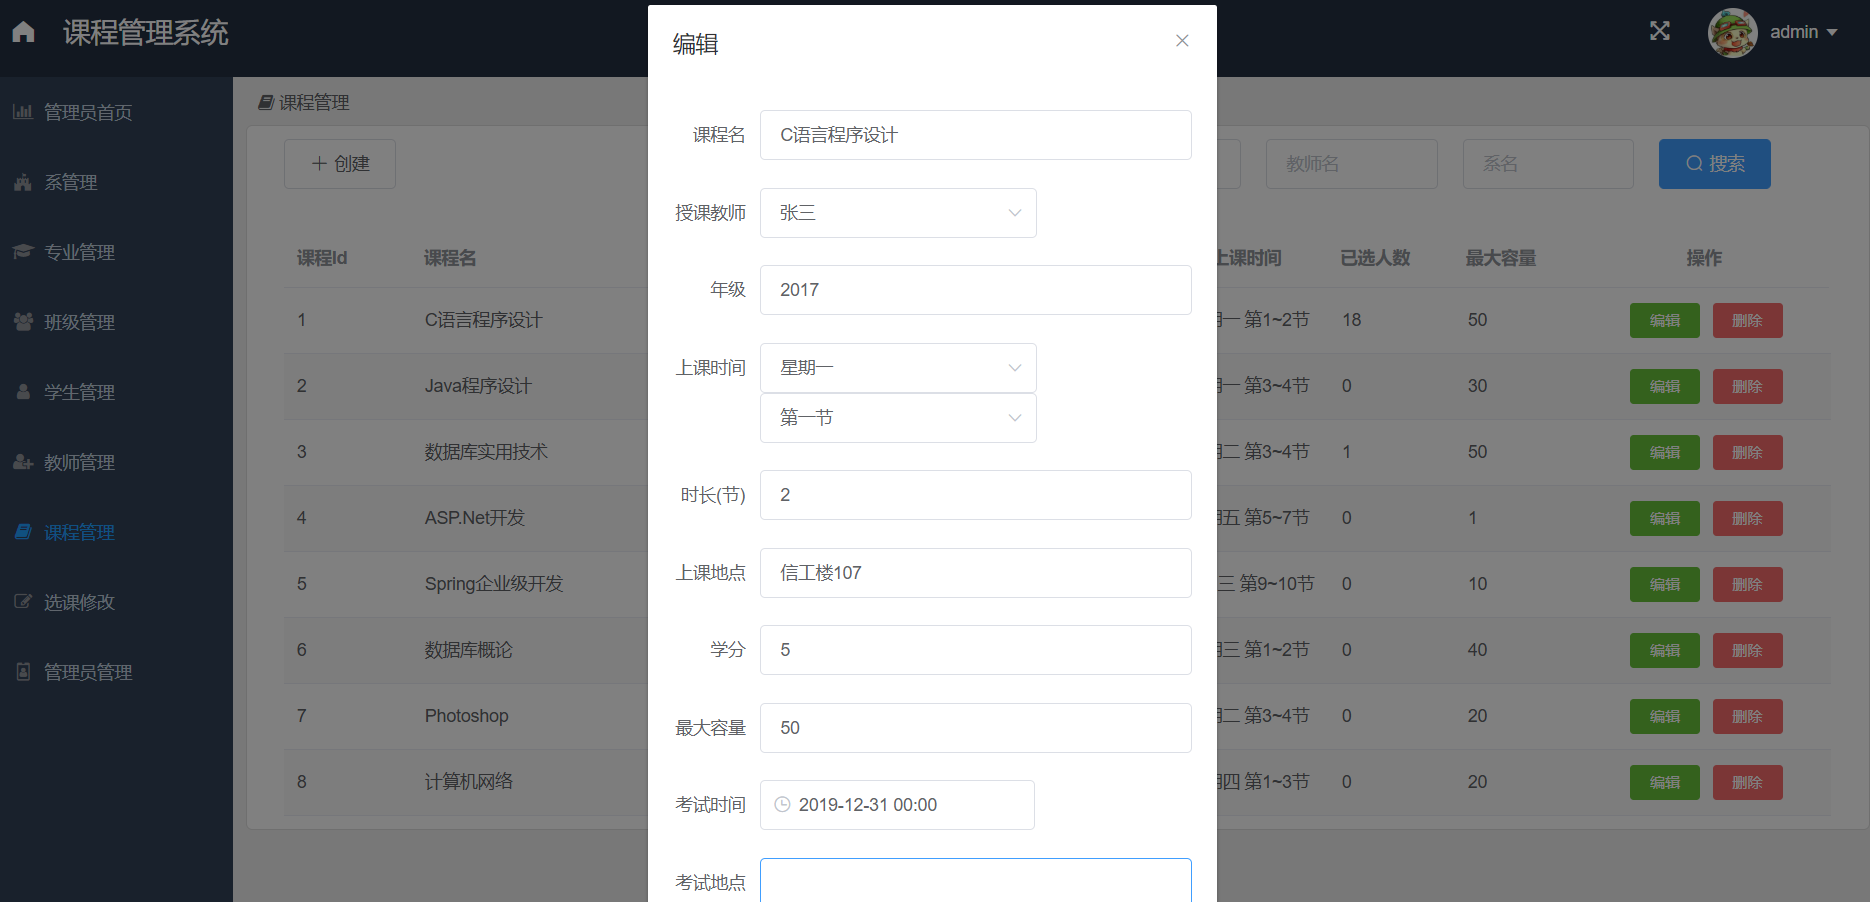 课程管理系统
admin
管理员首页
系管理
专业管理
班级管理
学生管理
教师管理
课程管理
选课修改
管理员管理
课程管理
创建
教师名
系名
搜索
课程Id 课程名 上课时间 已选人数 最大容量 操作
1 C语言程序设计 一 第1~2节 18 50 编辑 删除
2 Java程序设计 一 第3~4节 0 30 编辑 删除
3 数据库实用技术 二 第3~4节 1 50 编辑 删除
4 ASP.Net开发 五 第5~7节 0 1 编辑 删除
5 Spring企业级开发 三 第9~10节 0 10 编辑 删除
6 数据库概论 三 第1~2节 0 40 编辑 删除
7 Photoshop 二 第3~4节 0 20 编辑 删除
8 计算机网络 四 第1~3节 0 20 编辑 删除
编辑
课程名 C语言程序设计
授课教师 张三
年级 2017
上课时间 星期一
第一节
时长(节) 2
上课地点 信工楼107
学分 5
最大容量 50
考试时间 2019-12-31 00:00
考试地点